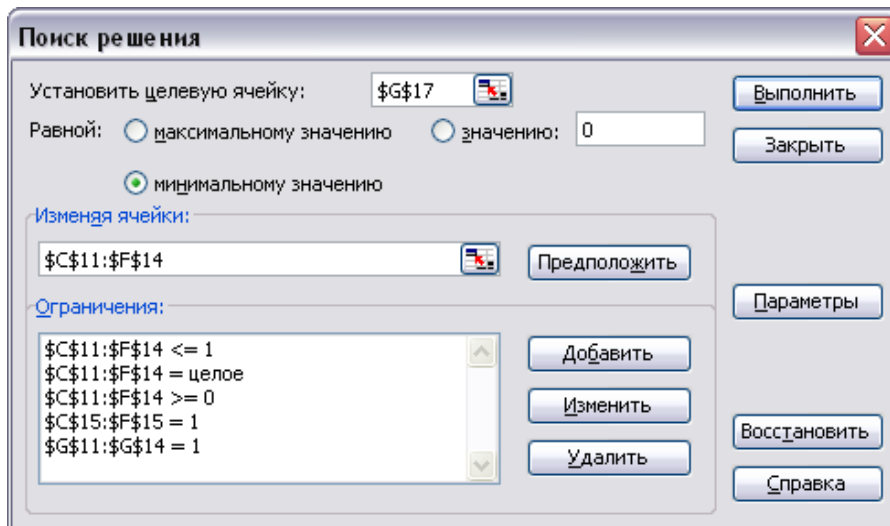 Поиск решения
Установить целевую ячейку: $G$17
Выполнить
Равной: максимальному значению значению: 0
Закрыть
минимальному значению
Изменяя ячейки:
$C$11:$F$14 Предположить
Параметры
Ограничения:
$C$11:$F$14 <= 1
$C$11:$F$14 = целое
$C$11:$F$14 >= 0
$C$15:$F$15 = 1
$G$11:$G$14 = 1
Добавить
Изменить
Удалить
Восстановить
Справка